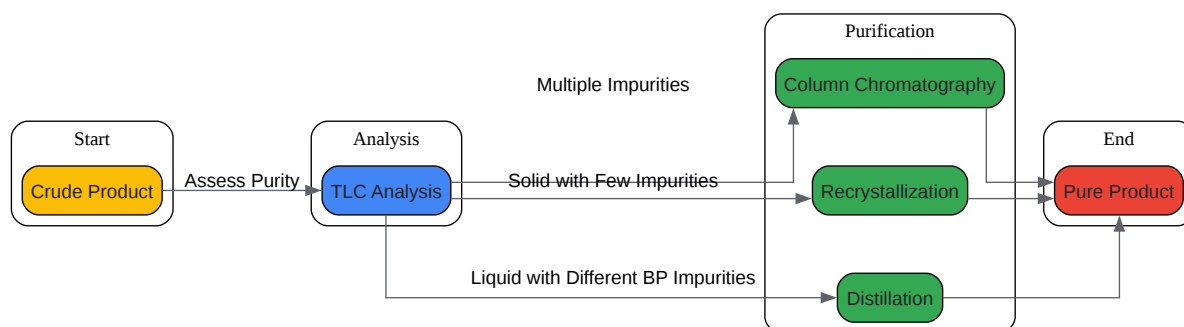 Purification
Multiple Impurities
Column Chromatography
Start
Analysis
End
Crude Product
Assess Purity
TLC Analysis
Solid with Few Impurities
Recrystallization
Pure Product
Liquid with Different BP Impurities
Distillation